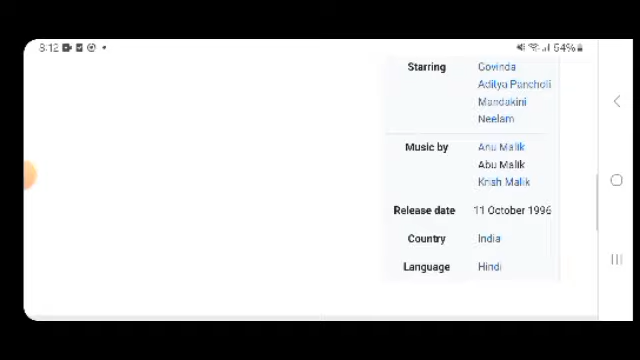 8:12
64%
Starring Govinda
Aditya Pancholi
Mandakini
Neelam
Music by Anu Malik
Abu Malik
Krish Malik
Release date 11 October 1996
Country India
Language Hindi